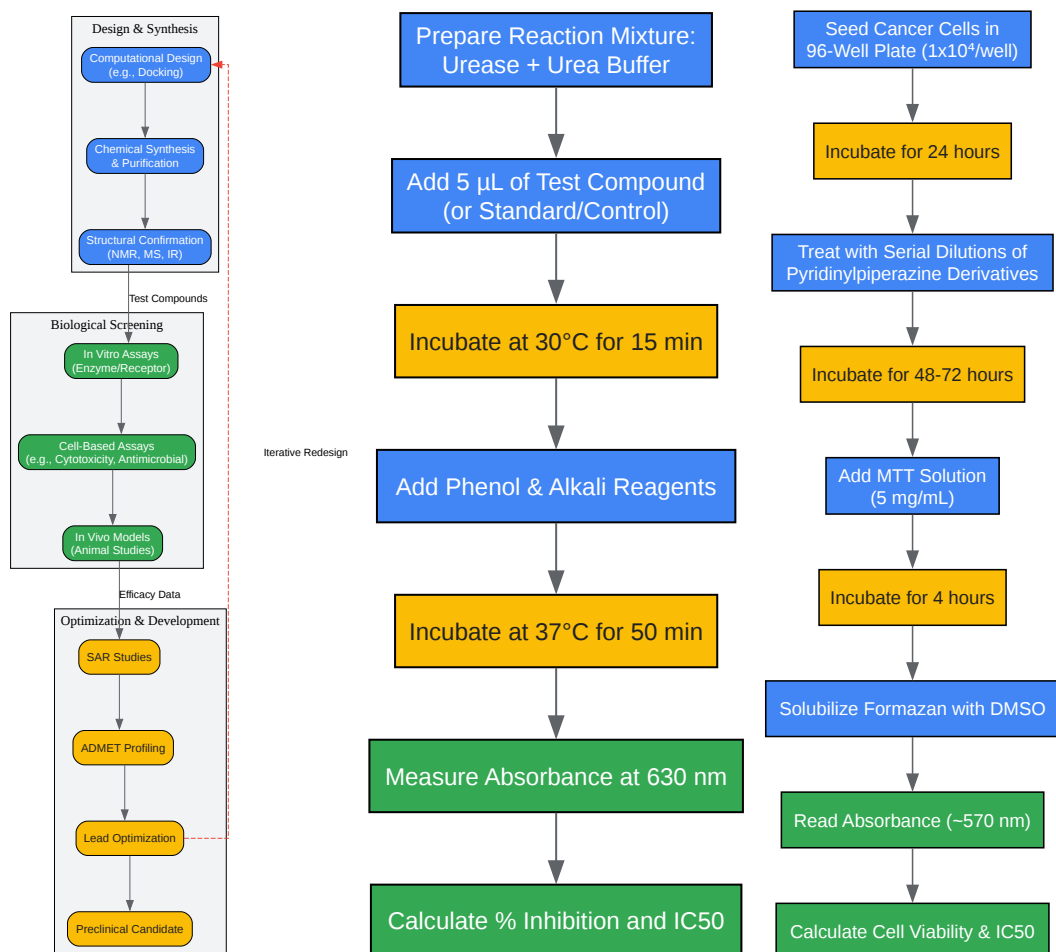 Design & Synthesis
Computational Design
(e.g., Docking)
Chemical Synthesis
& Purification
Structural Confirmation
(NMR, MS, IR)
Test Compounds
Biological Screening
In Vitro Assays
(Enzyme/Receptor)
Cell-Based Assays
(e.g., Cytotoxicity, Antimicrobial)
In Vivo Models
(Animal Studies)
Efficacy Data
Optimization & Development
SAR Studies
ADMET Profiling
Lead Optimization
Preclinical Candidate
Iterative Redesign
Prepare Reaction Mixture:
Urease + Urea Buffer
Add 5 µL of Test Compound
(or Standard/Control)
Incubate at 30°C for 15 min
Add Phenol & Alkali Reagents
Incubate at 37°C for 50 min
Measure Absorbance at 630 nm
Calculate % Inhibition and IC50
Seed Cancer Cells in
96-Well Plate (1x10⁴/well)
Incubate for 24 hours
Treat with Serial Dilutions of
Pyridinylpiperazine Derivatives
Incubate for 48-72 hours
Add MTT Solution
(5 mg/mL)
Incubate for 4 hours
Solubilize Formazan with DMSO
Read Absorbance (~570 nm)
Calculate Cell Viability & IC50